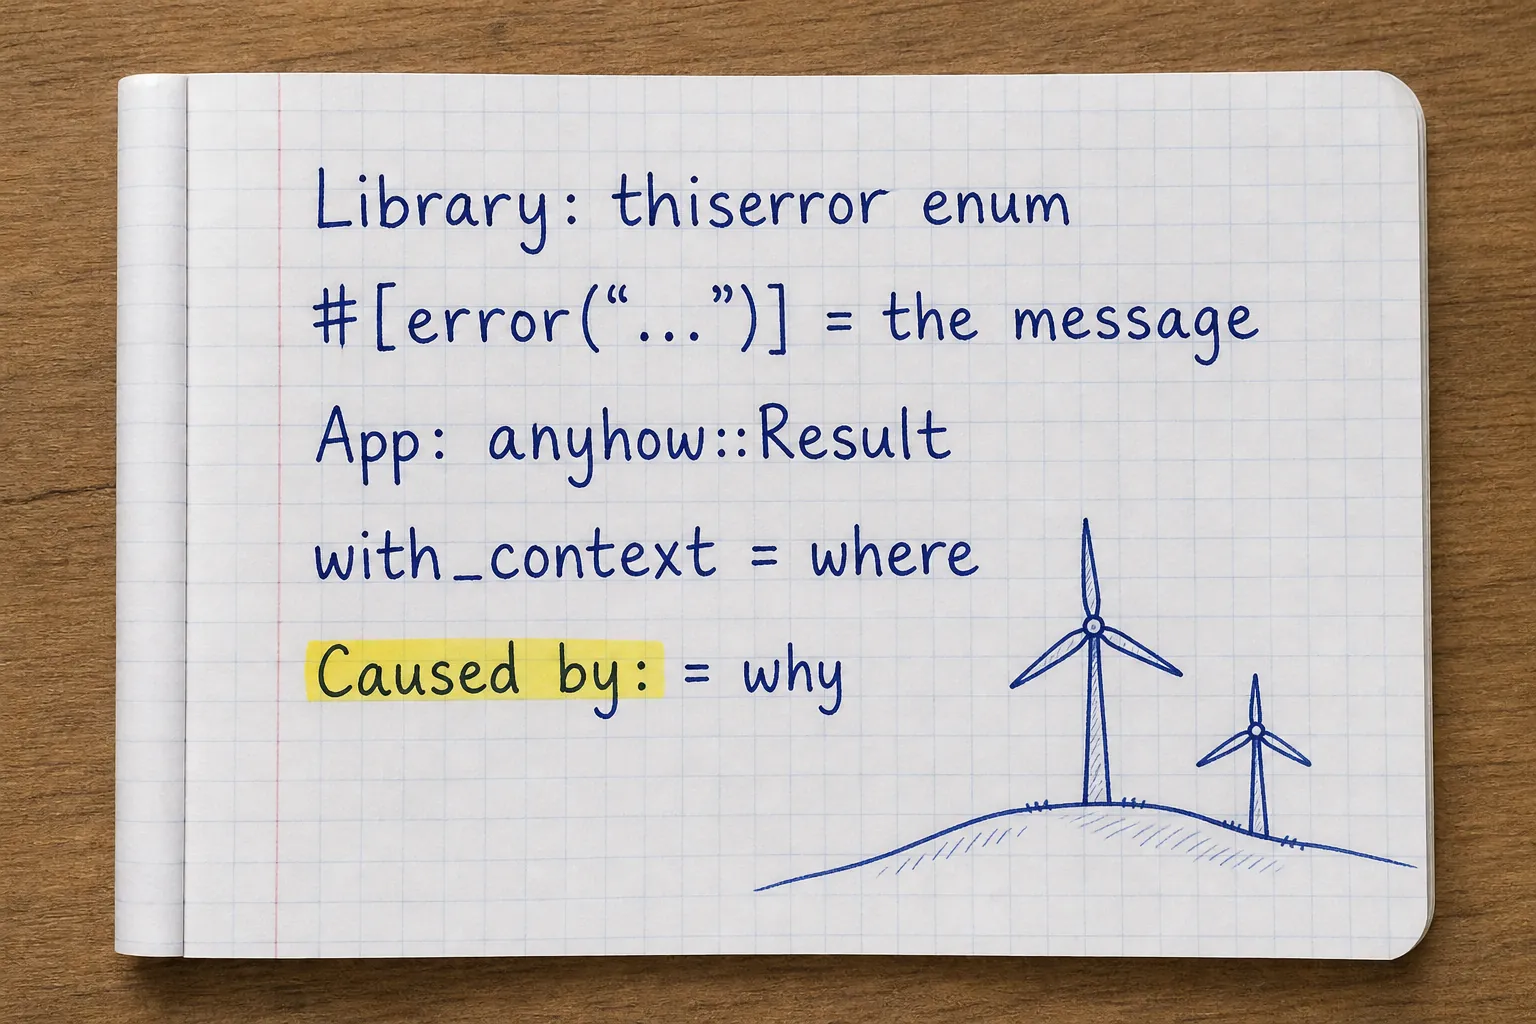 Library: thiserror enum
#[error(“...”)] = the message
App: anyhow::Result
with_context = where
Caused by: = why